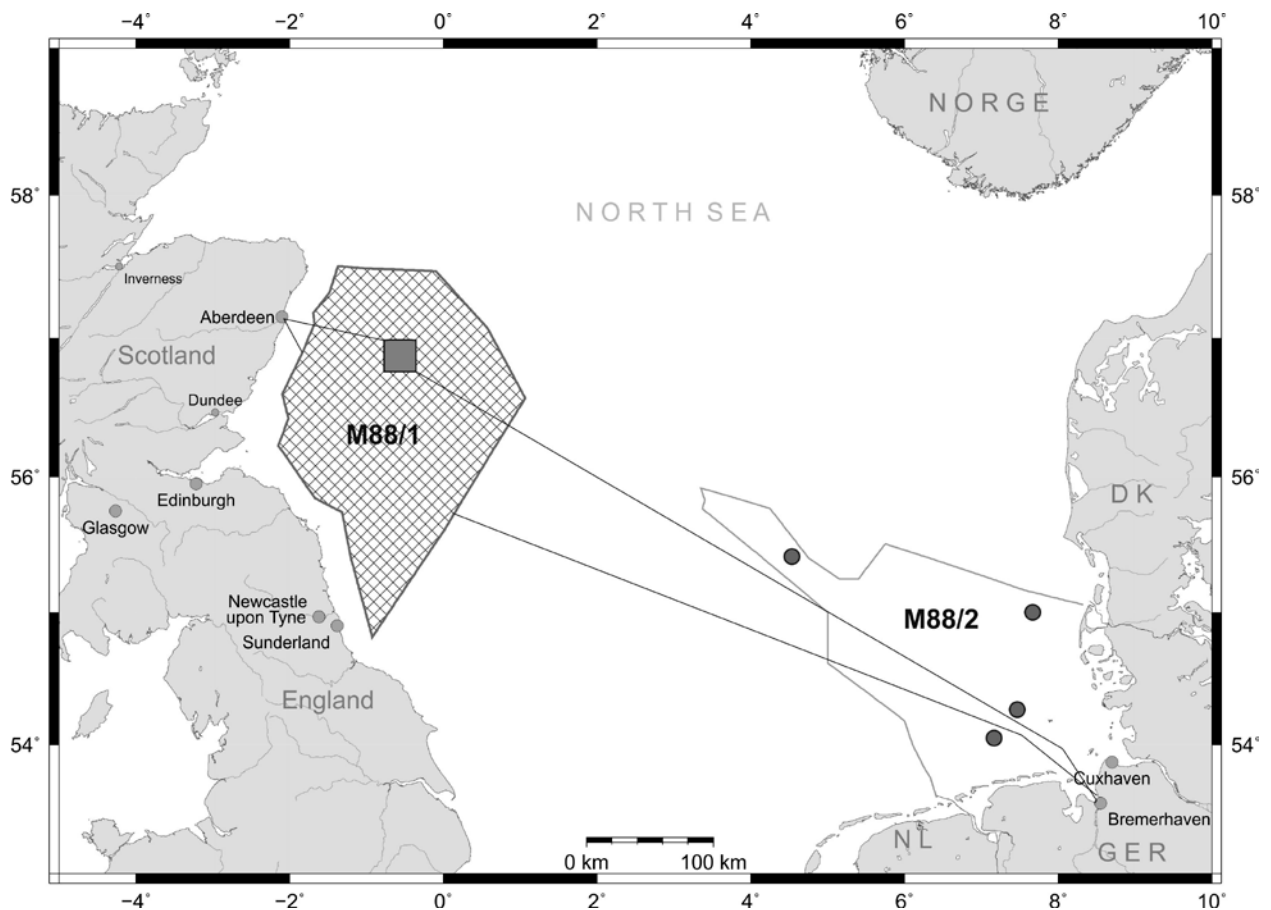 −4° −2° 0° 2° 4° 6° 8° 10°
NORGE
58° 58°
NORTH SEA
Inverness
Aberdeen
Scotland
Dundee
M88/1
56° 56°
Edinburgh
DK
Glasgow
Newcastle
upon Tyne
M88/2
Sunderland
England
54° 54°
Cuxhaven
Bremerhaven
NL
GER
0 km 100 km
−4° −2° 0° 2° 4° 6° 8° 10°